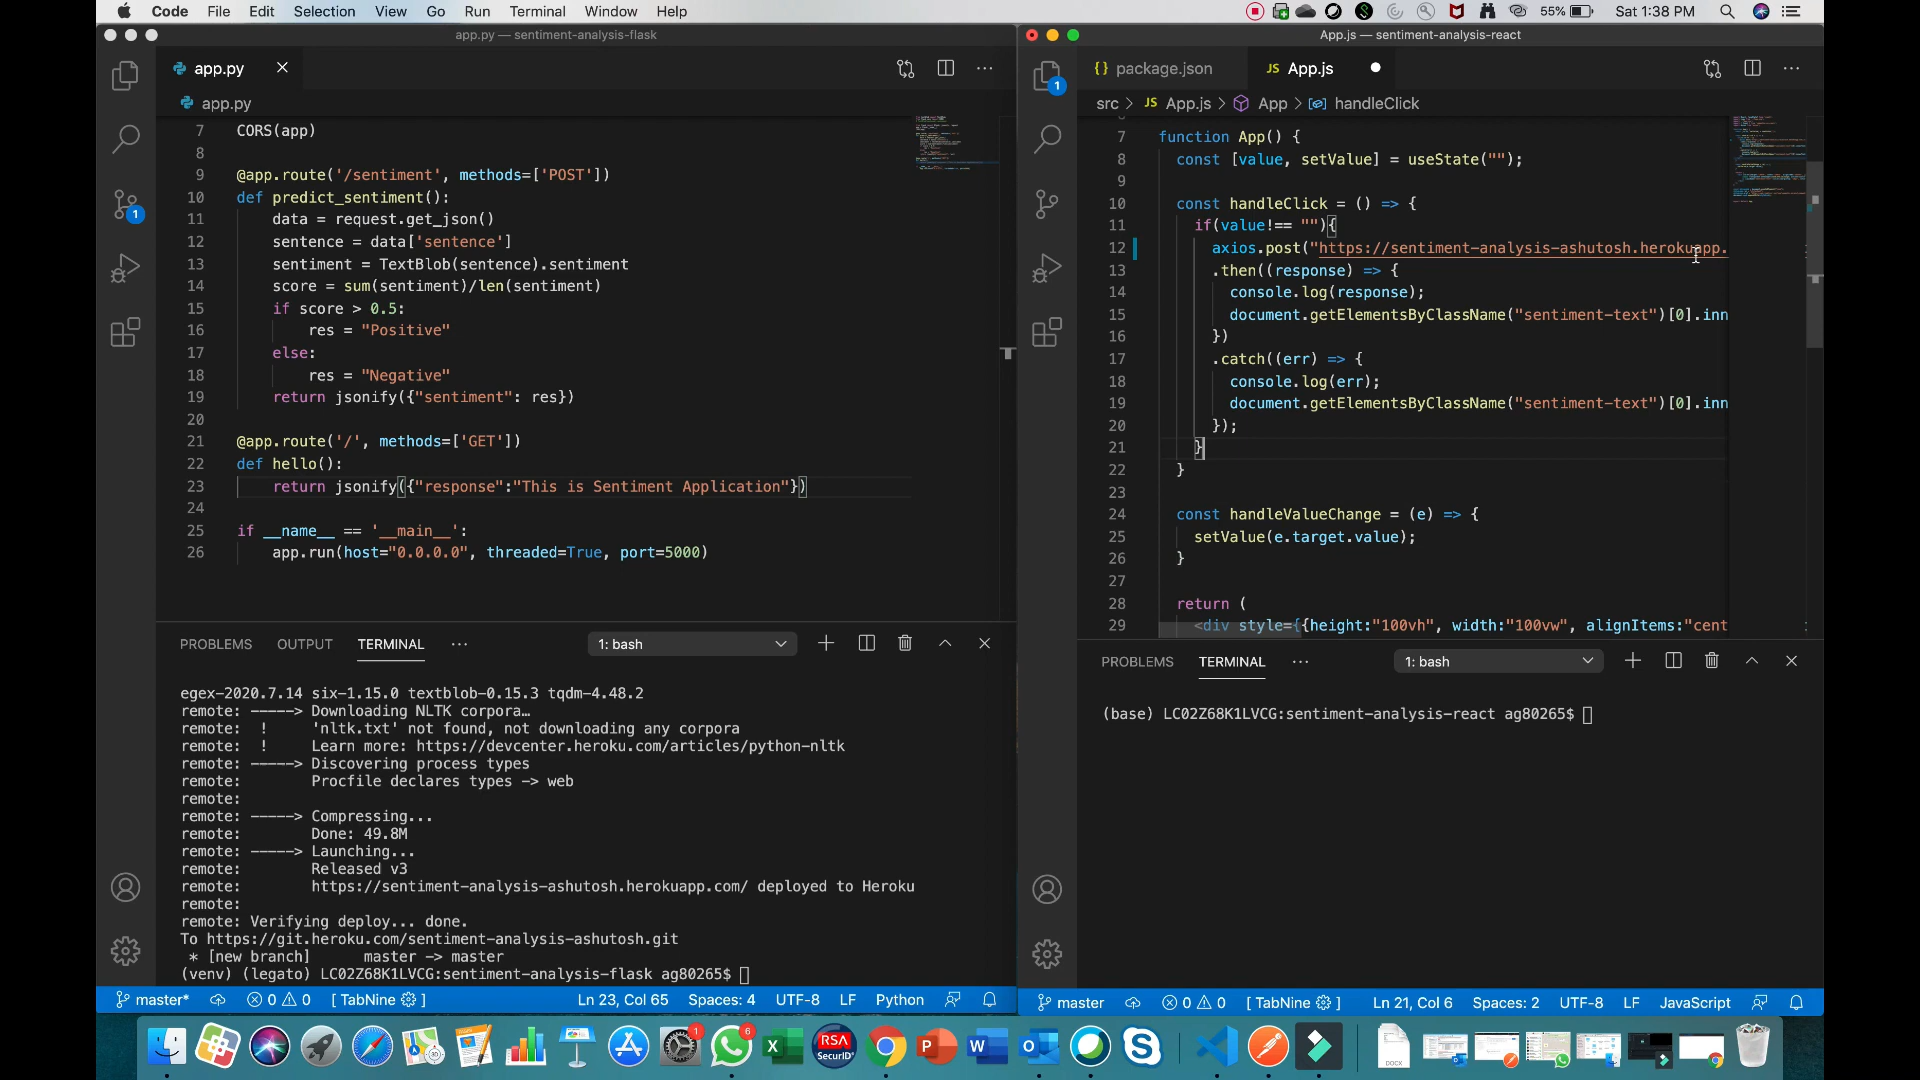 Code File Edit Selection View Go Run Terminal Window Help
55% Sat 1:38 PM
app.py — sentiment-analysis-flask
app.py
app.py
7 CORS(app)
8
9 @app.route('/sentiment', methods=['POST'])
10 def predict_sentiment():
11 data = request.get_json()
12 sentence = data['sentence']
13 sentiment = TextBlob(sentence).sentiment
14 score = sum(sentiment)/len(sentiment)
15 if score > 0.5:
16 res = "Positive"
17 else:
18 res = "Negative"
19 return jsonify({"sentiment": res})
20
21 @app.route('/', methods=['GET'])
22 def hello():
23 return jsonify({"response":"This is Sentiment Application"})
24
25 if __name__ == '__main__':
26 app.run(host="0.0.0.0", threaded=True, port=5000)
1
PROBLEMS OUTPUT TERMINAL ··· 1: bash
egex-2020.7.14 six-1.15.0 textblob-0.15.3 tqdm-4.48.2
remote: -----> Downloading NLTK corpora…
remote: ! 'nltk.txt' not found, not downloading any corpora
remote: ! Learn more: https://devcenter.heroku.com/articles/python-nltk
remote: -----> Discovering process types
remote: Procfile declares types -> web
remote:
remote: -----> Compressing...
remote: Done: 49.8M
remote: -----> Launching...
remote: Released v3
remote: https://sentiment-analysis-ashutosh.herokuapp.com/ deployed to Heroku
remote:
remote: Verifying deploy... done.
To https://git.heroku.com/sentiment-analysis-ashutosh.git
* [new branch] master -> master
(venv) (legato) LC02Z68K1LVCG:sentiment-analysis-flask ag80265$
master* 0 0 [ TabNine ] Ln 23, Col 65 Spaces: 4 UTF-8 LF Python
App.js — sentiment-analysis-react
{} package.json JS App.js
src > JS App.js > App > handleClick
1
7 function App() {
8 const [value, setValue] = useState("");
9
10 const handleClick = () => {
11 if(value!== ""){
12 axios.post("https://sentiment-analysis-ashutosh.herokuapp.
13 .then((response) => {
14 console.log(response);
15 document.getElementsByClassName("sentiment-text")[0].inn
16 })
17 .catch((err) => {
18 console.log(err);
19 document.getElementsByClassName("sentiment-text")[0].inn
20 });
21 }
22 }
23
24 const handleValueChange = (e) => {
25 setValue(e.target.value);
26 }
27
28 return (
29 <div style={{height:"100vh", width:"100vw", alignItems:"cent
PROBLEMS TERMINAL ··· 1: bash
(base) LC02Z68K1LVCG:sentiment-analysis-react ag80265$
master 0 0 [ TabNine ] Ln 21, Col 6 Spaces: 2 UTF-8 LF JavaScript
1
6
RSA
SecurID
DOCX